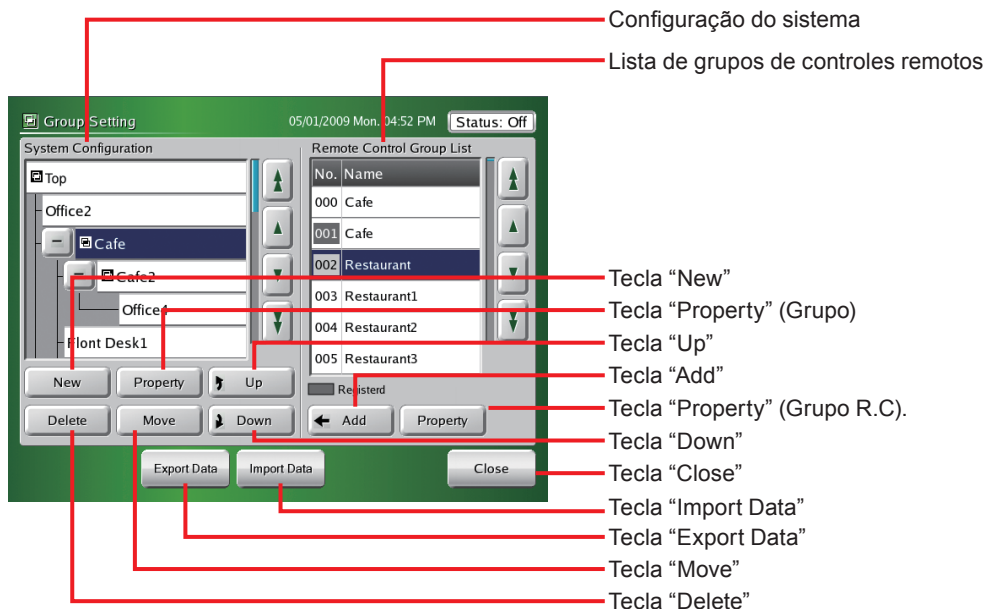 Configuração do sistema
Lista de grupos de controles remotos
Group Setting
05/01/2009 Mon. 04:52 PM
Status: Off
System Configuration
Top
Office2
Cafe
Cafe2
Office4
Flont Desk1
New
Property
Up
Delete
Move
Down
Remote Control Group List
No. Name
000 Cafe
001 Cafe
002 Restaurant
003 Restaurant1
004 Restaurant2
005 Restaurant3
Registerd
Add
Property
Export Data
Import Data
Close
Tecla “New”
Tecla “Property” (Grupo)
Tecla “Up”
Tecla “Add”
Tecla “Property” (Grupo R.C).
Tecla “Down”
Tecla “Close”
Tecla “Import Data”
Tecla “Export Data”
Tecla “Move”
Tecla “Delete”